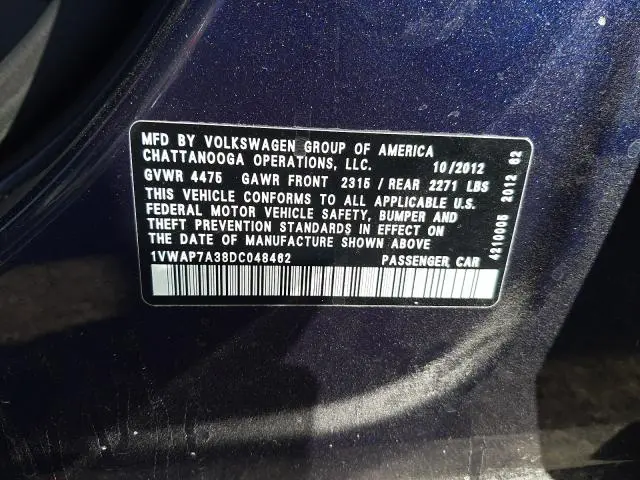 MFD BY VOLKSWAGEN GROUP OF AMERICA
CHATTANOOGA OPERATIONS, LLC. 10/2012
GVWR 4475 GAWR FRONT 2315 / REAR 2271 LBS
THIS VEHICLE CONFORMS TO ALL APPLICABLE U.S.
FEDERAL MOTOR VEHICLE SAFETY, BUMPER AND
THEFT PREVENTION STANDARDS IN EFFECT ON
THE DATE OF MANUFACTURE SHOWN ABOVE
1VWAP7A38DC048462 PASSENGER CAR
4210005 2012 02